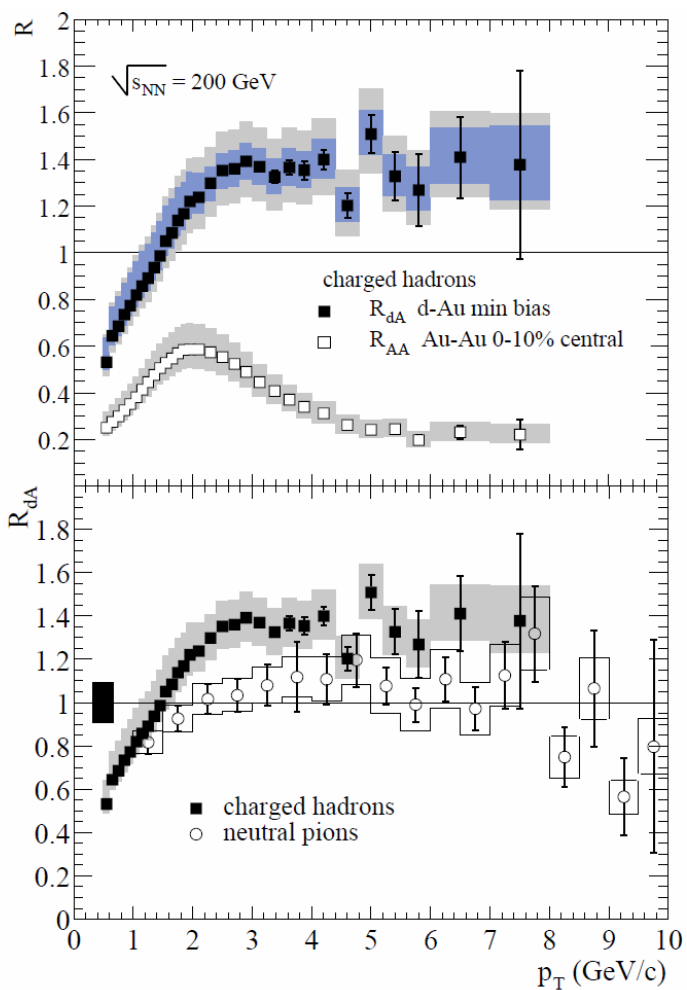 R
2
1.8
1.6
1.4
1.2
1
0.8
0.6
0.4
0.2
√s_NN = 200 GeV
charged hadrons
R_dA d-Au min bias
R_AA Au-Au 0-10% central
R_dA
1.8
1.6
1.4
1.2
1
0.8
0.6
0.4
0.2
0
charged hadrons
neutral pions
0 1 2 3 4 5 6 7 8 9 10
p_T (GeV/c)